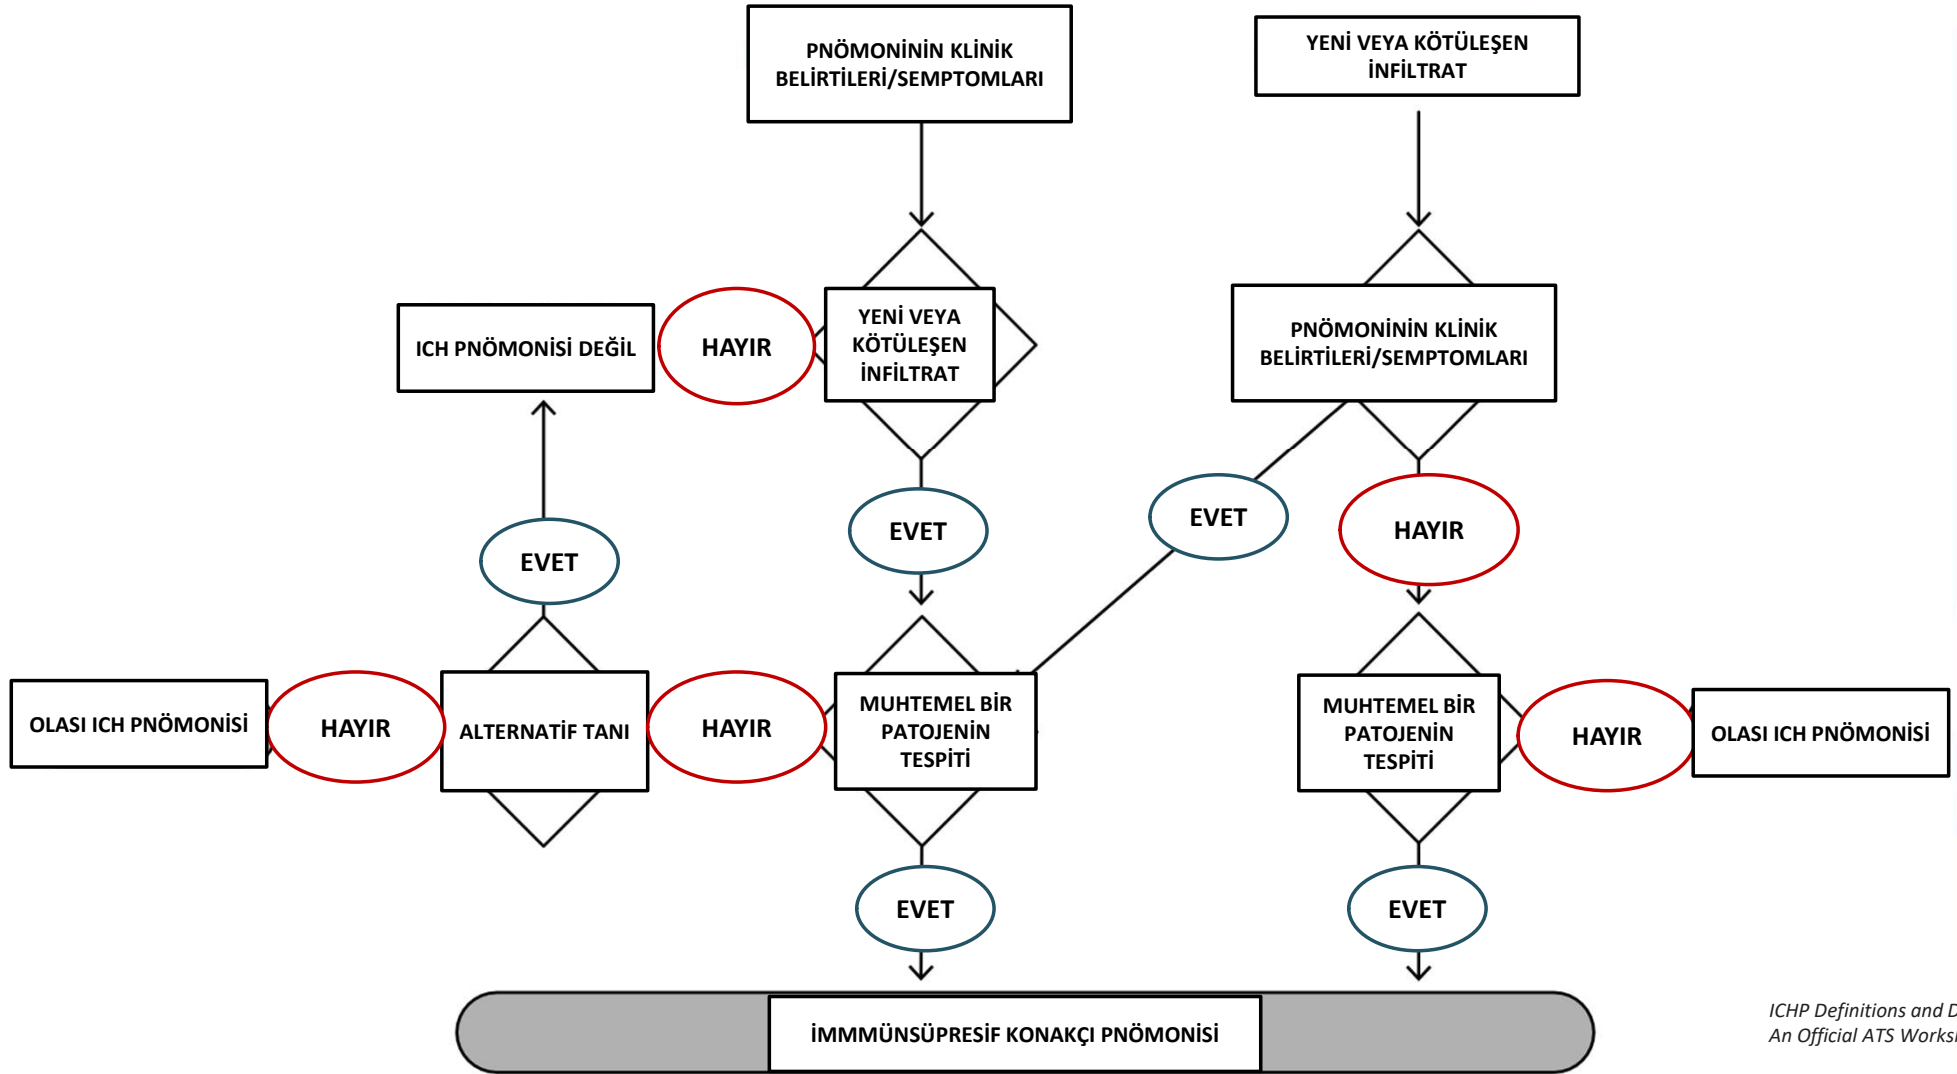 PNÖMONİNİN KLİNİK
BELİRTİLERİ/SEMPTOMLARI
YENİ VEYA KÖTÜLEŞEN
İNFİLTRAT
ICH PNÖMONİSİ DEĞİL
HAYIR
YENİ VEYA
KÖTÜLEŞEN
İNFİLTRAT
PNÖMONİNİN KLİNİK
BELİRTİLERİ/SEMPTOMLARI
EVET
EVET
EVET
HAYIR
OLASI ICH PNÖMONİSİ
HAYIR
ALTERNATİF TANI
HAYIR
MUHTEMEL BİR
PATOJENİN
TESPİTİ
MUHTEMEL BİR
PATOJENİN
TESPİTİ
HAYIR
OLASI ICH PNÖMONİSİ
EVET
EVET
İMMMÜNSÜPRESİF KONAKÇI PNÖMONİSİ
ICHP Definitions and
An Official ATS